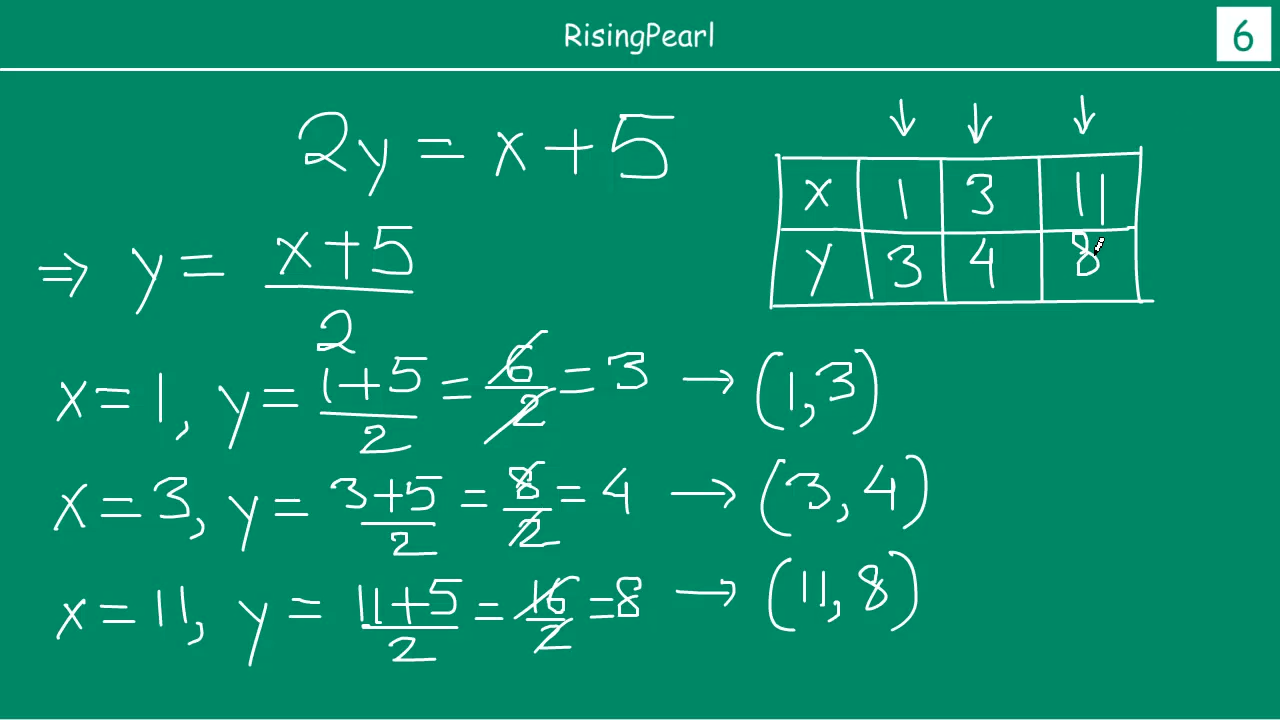 RisingPearl
6
2y = x + 5
⇒ y = (x+5)/2
x | 1 | 3 | 11
y | 3 | 4 | 8
x = 1, y = (1+5)/2 = 6/2 = 3 → (1,3)
x = 3, y = (3+5)/2 = 8/2 = 4 → (3,4)
x = 11, y = (11+5)/2 = 16/2 = 8 → (11,8)